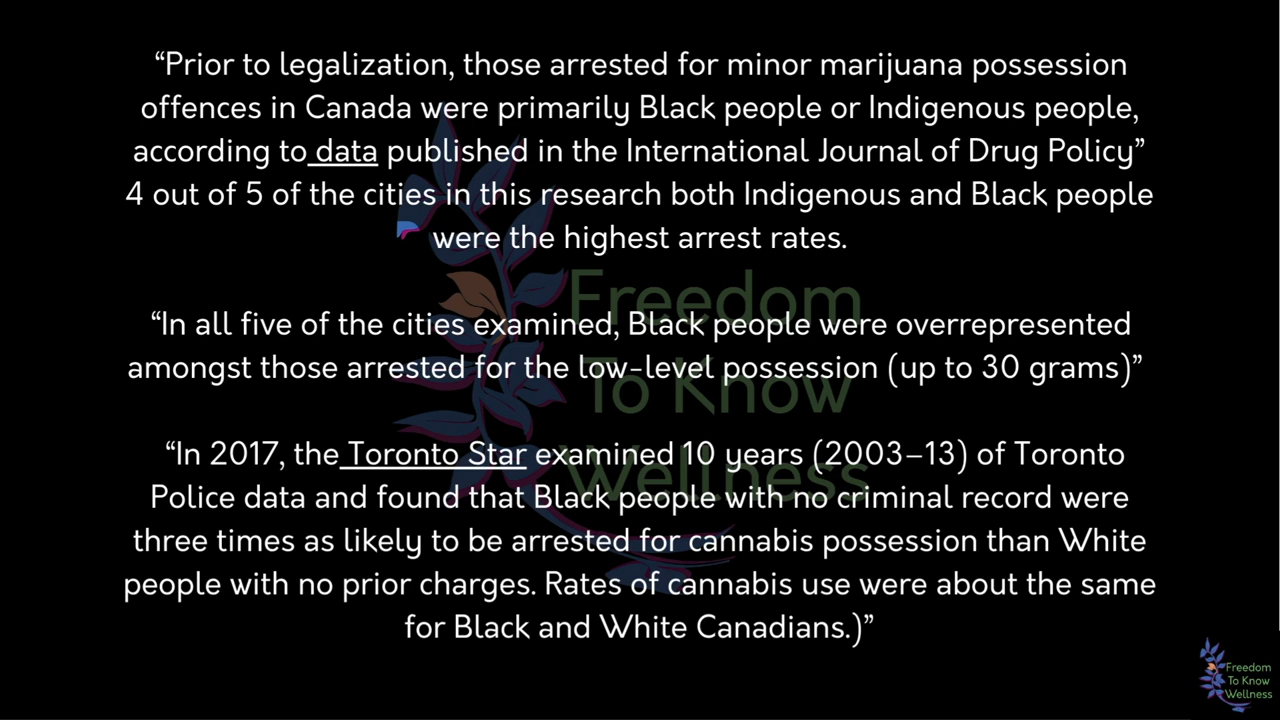 “Prior to legalization, those arrested for minor marijuana possession
offences in Canada were primarily Black people or Indigenous people,
according to data published in the International Journal of Drug Policy”
4 out of 5 of the cities in this research both Indigenous and Black people
were the highest arrest rates.
“In all five of the cities examined, Black people were overrepresented
amongst those arrested for the low-level possession (up to 30 grams)”
“In 2017, the Toronto Star examined 10 years (2003–13) of Toronto
Police data and found that Black people with no criminal record were
three times as likely to be arrested for cannabis possession than White
people with no prior charges. Rates of cannabis use were about the same
for Black and White Canadians.)”
Freedom
To Know
Wellness
Freedom
To Know
Wellness